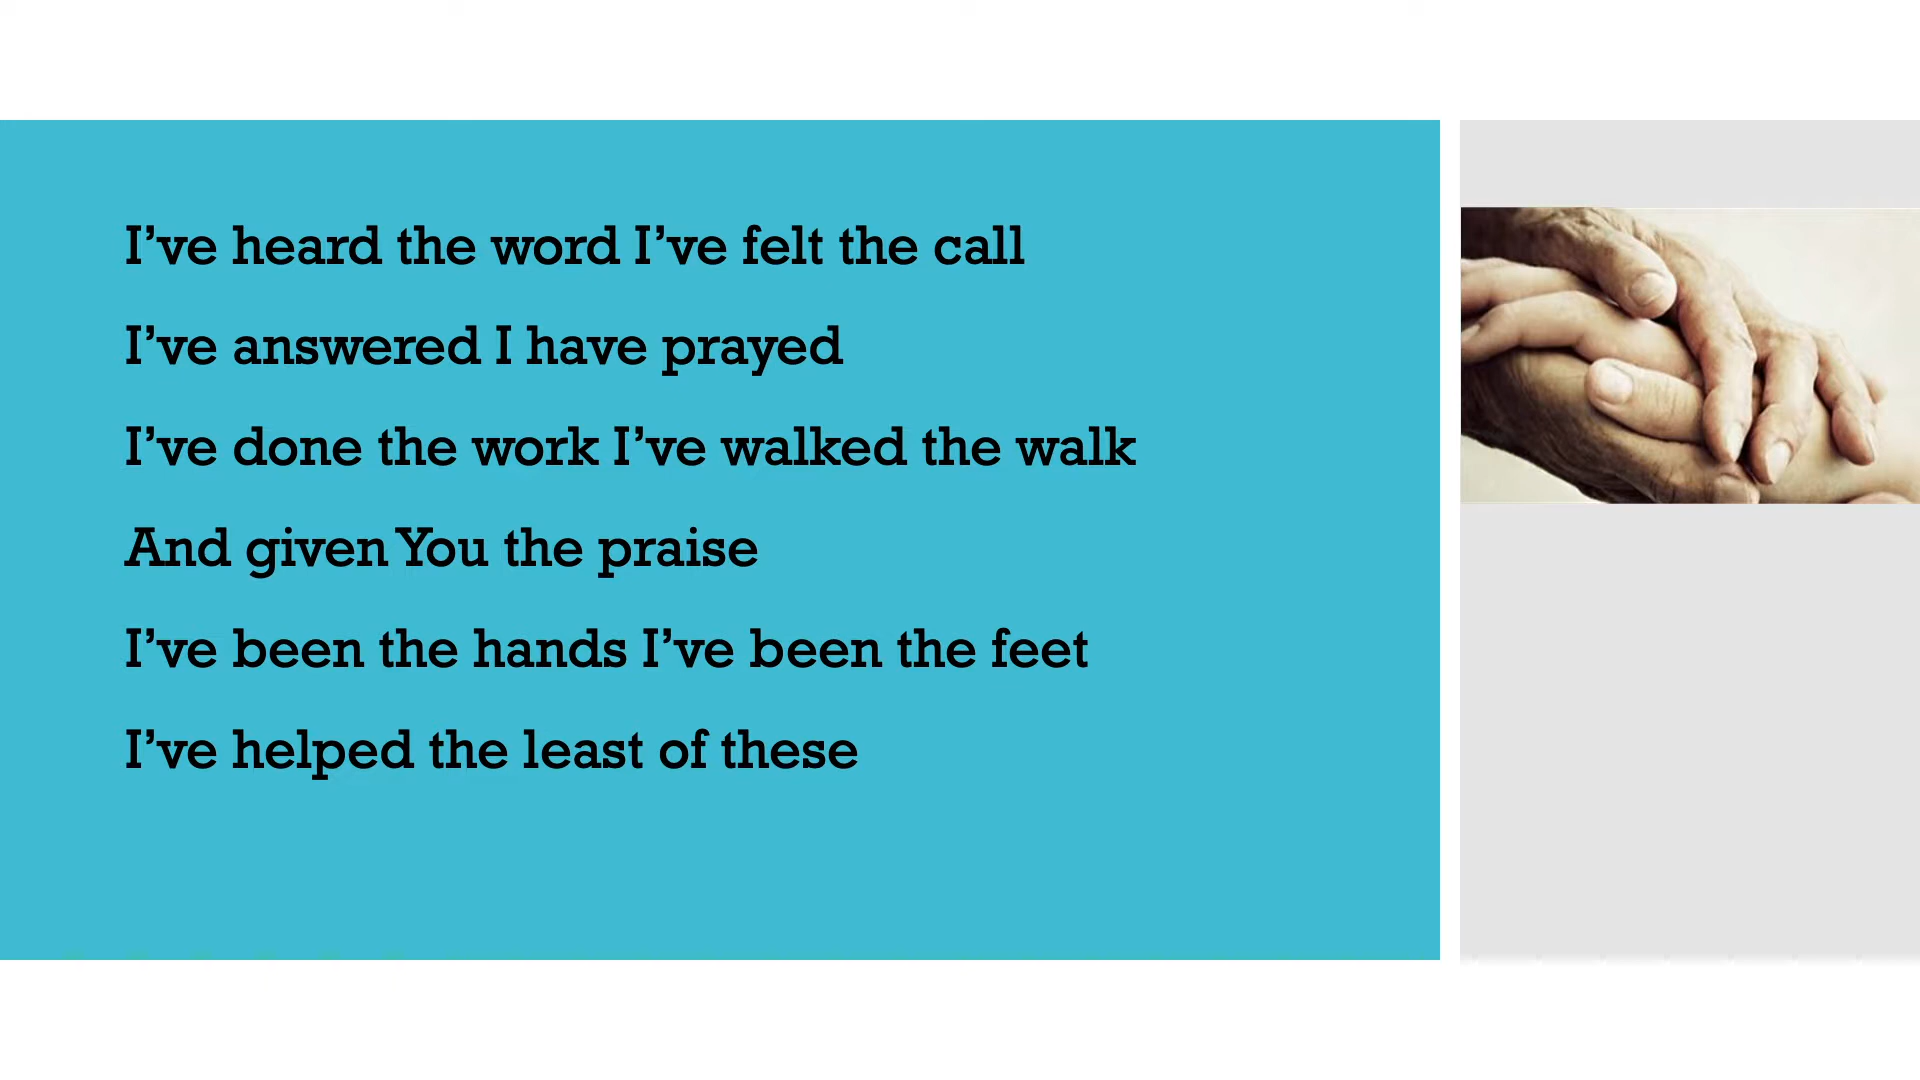 I’ve heard the word I’ve felt the call
I’ve answered I have prayed
I’ve done the work I’ve walked the walk
And given You the praise
I’ve been the hands I’ve been the feet
I’ve helped the least of these